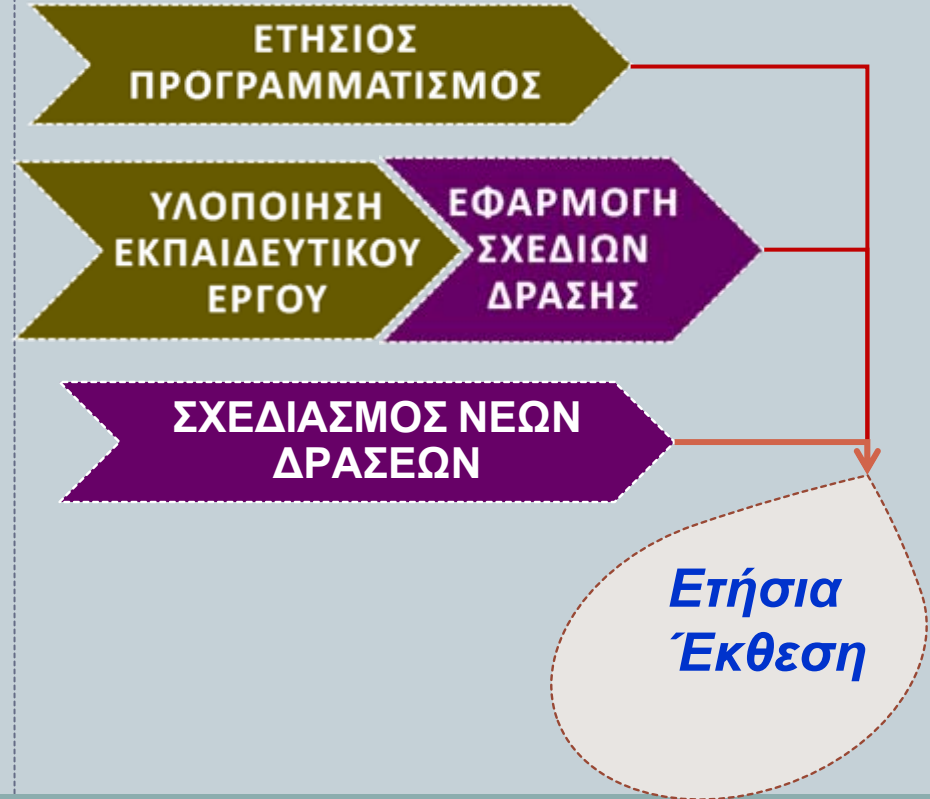 ΕΤΗΣΙΟΣ
ΠΡΟΓΡΑΜΜΑΤΙΣΜΟΣ
ΥΛΟΠΟΙΗΣΗ
ΕΚΠΑΙΔΕΥΤΙΚΟΥ
ΕΡΓΟΥ
ΕΦΑΡΜΟΓΗ
ΣΧΕΔΙΩΝ
ΔΡΑΣΗΣ
ΣΧΕΔΙΑΣΜΟΣ ΝΕΩΝ
ΔΡΑΣΕΩΝ
Ετήσια
Έκθεση